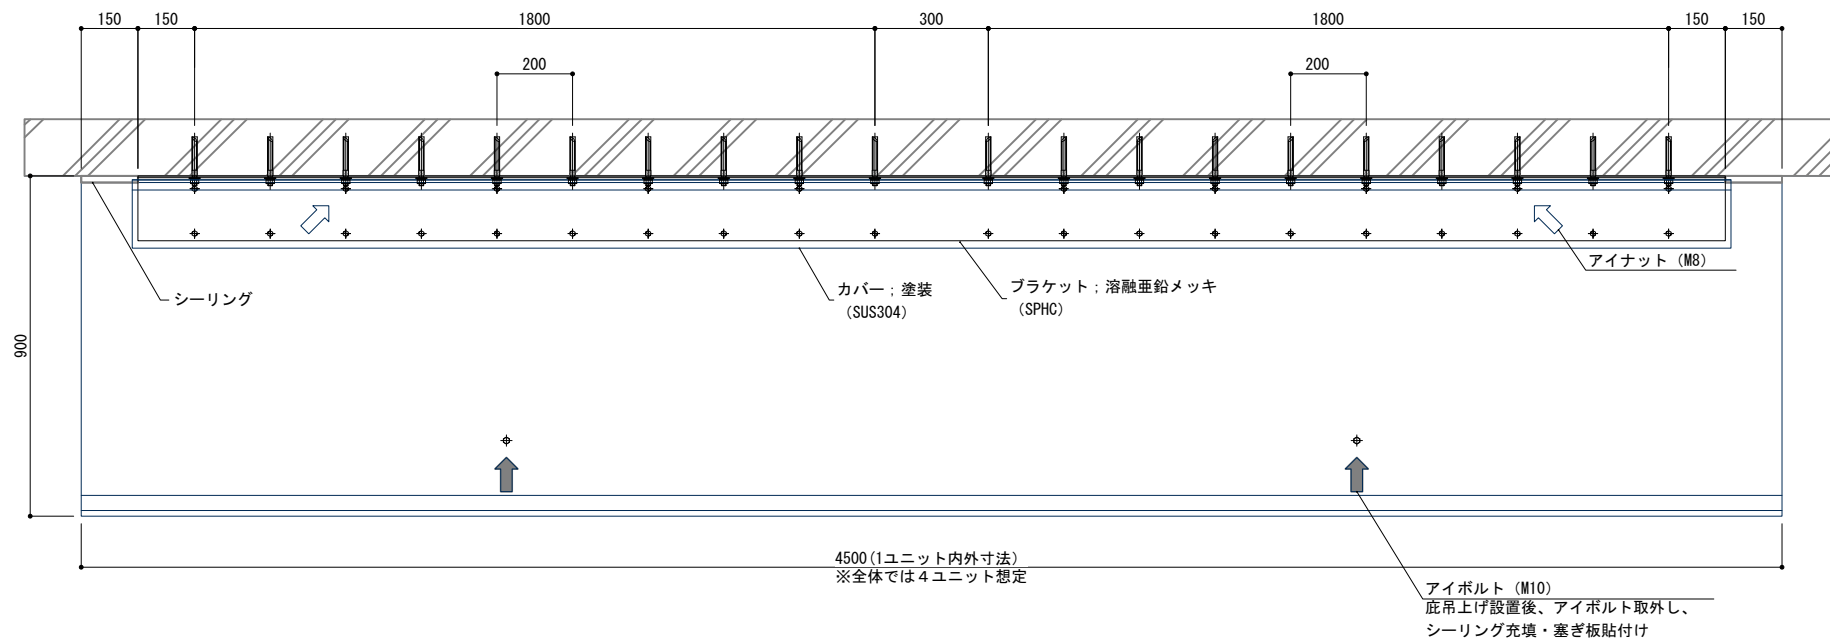 150
150
1800
300
1800
150
150
200
200
シーリング
カバー；塗装
（SUS304）
ブラケット；溶融亜鉛メッキ
（SPHC）
アイナット（M8）
900
4500(1ユニット内外寸法)
※全体では４ユニット想定
アイボルト（M10）
庇吊上げ設置後、アイボルト取外し、
シーリング充填・塞ぎ板貼付け